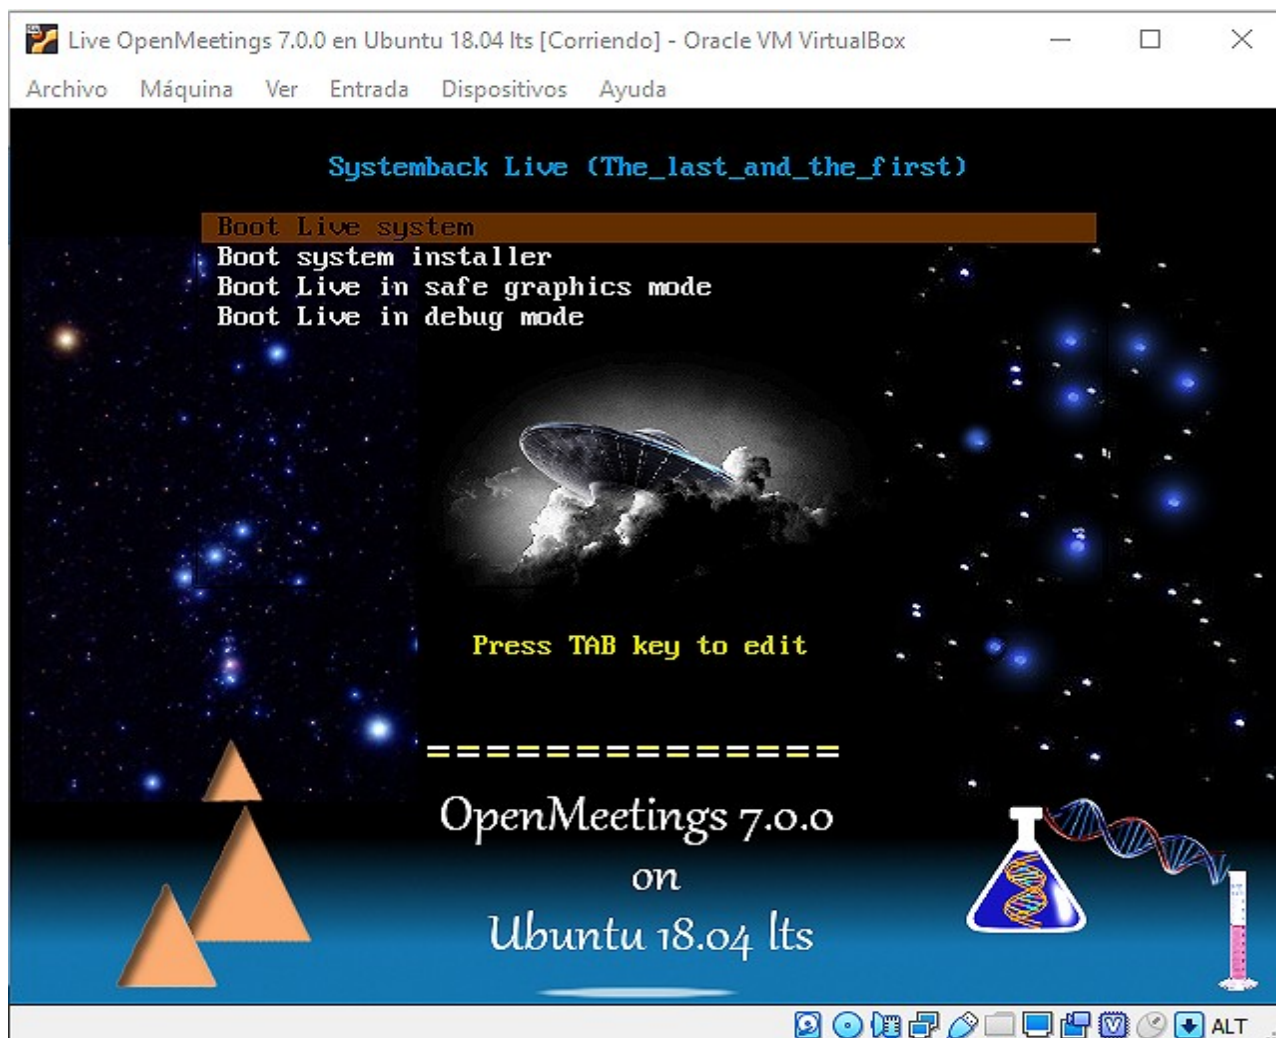 Live OpenMeetings 7.0.0 en Ubuntu 18.04 lts [Corriendo] - Oracle VM VirtualBox
Archivo Máquina Ver Entrada Dispositivos Ayuda
Systemback Live (The_last_and_the_first)
Boot Live system
Boot system installer
Boot Live in safe graphics mode
Boot Live in debug mode
Press TAB key to edit
==============
OpenMeetings 7.0.0
on
Ubuntu 18.04 lts
ALT